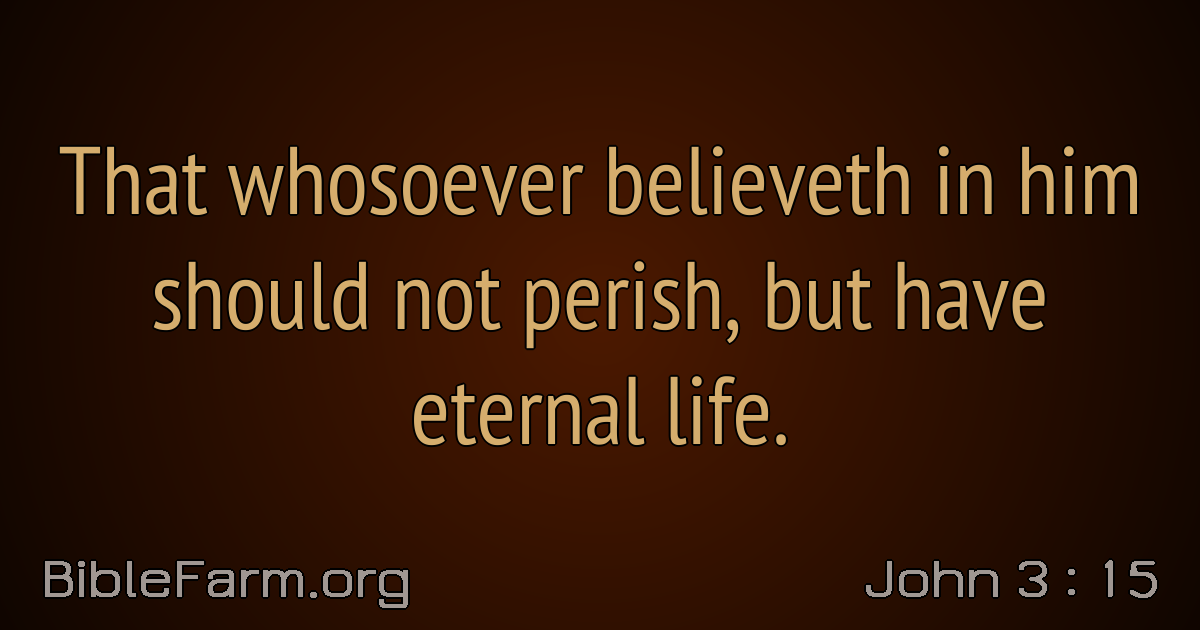 That whosoever believeth in him
should not perish, but have
eternal life.
BibleFarm.org
John 3 : 15